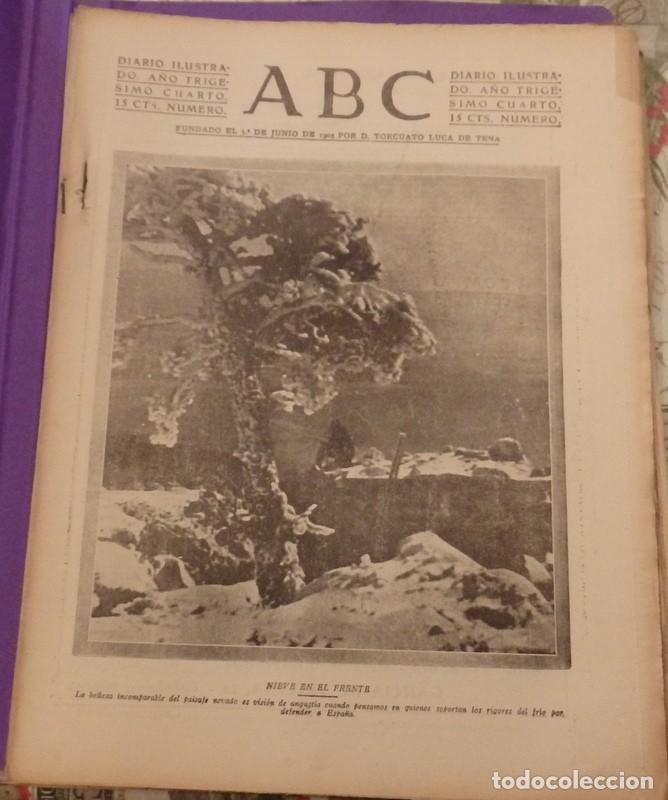 DIARIO ILUSTRA-
DO. AÑO TRIGE-
SIMO CUARTO.
15 CTS. NUMERO.
ABC
DIARIO ILUSTRA-
DO. AÑO TRIGE-
SIMO CUARTO.
15 CTS. NUMERO.
FUNDADO EL 1.º DE JUNIO DE 1905 POR D. TORCUATO LUCA DE TENA
NIEVE EN EL FRENTE
La belleza incomparable del paisaje nevado es visión de angustia cuando pensamos en quienes soportan los rigores del frío por
defender a España.
todocoleccion